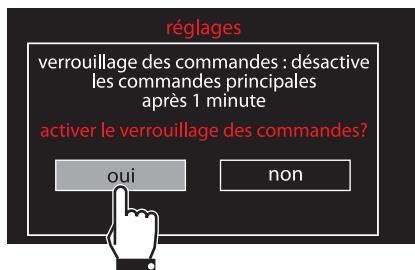 réglages
verrouillage des commandes : désactive
les commandes principales
après 1 minute
activer le verrouillage des commandes?
oui
non